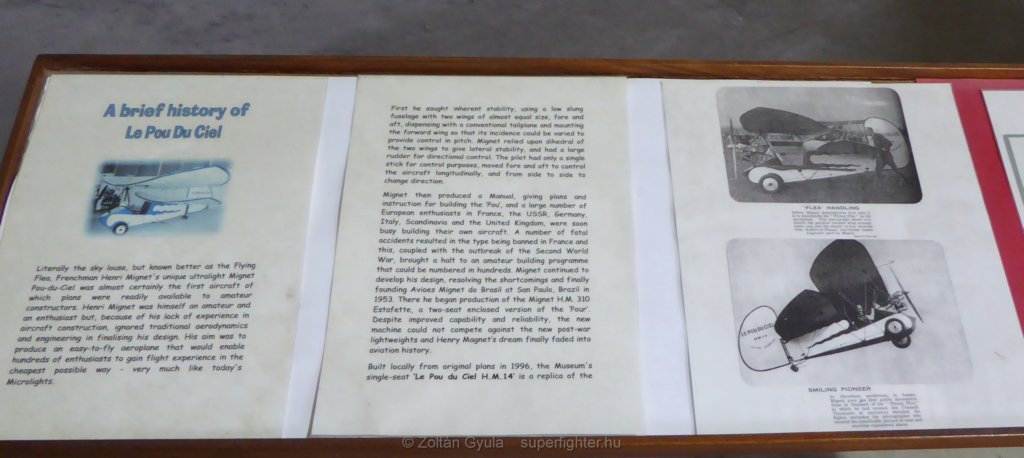 A brief history of
Le Pou Du Ciel
Literally the sky louse, but known better as the Flying
Flea, Frenchman Henri Mignet's unique ultralight Mignet
Pou-du-Ciel was almost certainly the first aircraft of
which plans were readily available to amateur
constructors. Henri Mignet was himself an amateur and
an enthusiast but, because of his lack of experience in
aircraft construction, ignored traditional aerodynamics
and engineering in finalising his design. His aim was to
produce an easy-to-fly aeroplane that would enable
hundreds of enthusiasts to gain flight experience in the
cheapest possible way - very much like today's
Microlights.
First he sought inherent stability, using a low slung
fuselage with two wings of almost equal size, fore and
aft, dispensing with a conventional tailplane and mounting
the forward wing so that its incidence could be varied to
provide control in pitch. Mignet relied upon dihedral of
the two wings to give lateral stability, and had a large
rudder for directional control. The pilot had only a single
stick for control purposes, moved fore and aft to control
the aircraft longitudinally, and from side to side to
change direction.
Mignet then produced a Manual, giving plans and
instruction for building the 'Pou', and a large number of
European enthusiasts in France, the USSR, Germany,
Italy, Scandinavia and the United Kingdom, were soon
busy building their own aircraft. A number of fatal
accidents resulted in the type being banned in France and
this, coupled with the outbreak of the Second World
War, brought a halt to an amateur building programme
that could be numbered in hundreds. Mignet continued to
develop his design, resolving the shortcomings and finally
founding Avioes Mignet do Brasil at San Paulo, Brazil in
1953. There he began production of the Mignet H.M. 310
Estafette, a two-seat enclosed version of the 'Pour'.
Despite improved capability and reliability, the new
machine could not compete against the new post-war
lightweights and Henry Magnet's dream finally faded into
aviation history.
Built locally from original plans in 1996, the Museum's
single-seat 'Le Pou du Ciel H.M.14' is a replica of the
"FLEA" HANDLING
LE POU DU CIEL
SMILING PIONEER
© Zoltán Gyula superfighter.hu